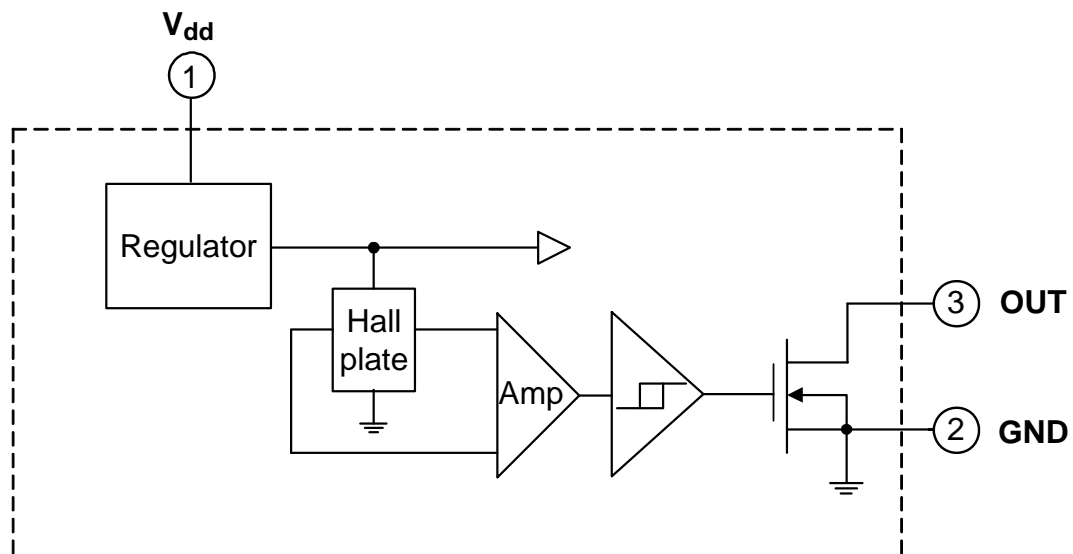 Vdd
1
Regulator
Hall
plate
Amp
3 OUT
2 GND